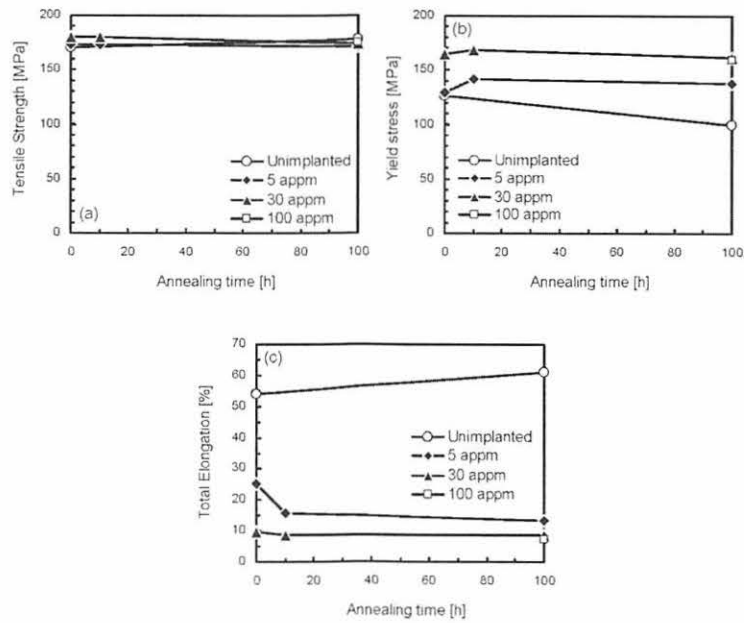 200
150
100
50
0
Tensile Strength [MPa]
(a)
Unimplanted
5 appm
30 appm
100 appm
0 20 40 60 80 100
Annealing time [h]
200
150
100
50
0
Yield stress [MPa]
(b)
Unimplanted
5 appm
30 appm
100 appm
0 20 40 60 80 100
Annealing time [h]
70
60
50
40
30
20
10
0
Total Elongation [%]
(c)
Unimplanted
5 appm
30 appm
100 appm
0 20 40 60 80 100
Annealing time [h]